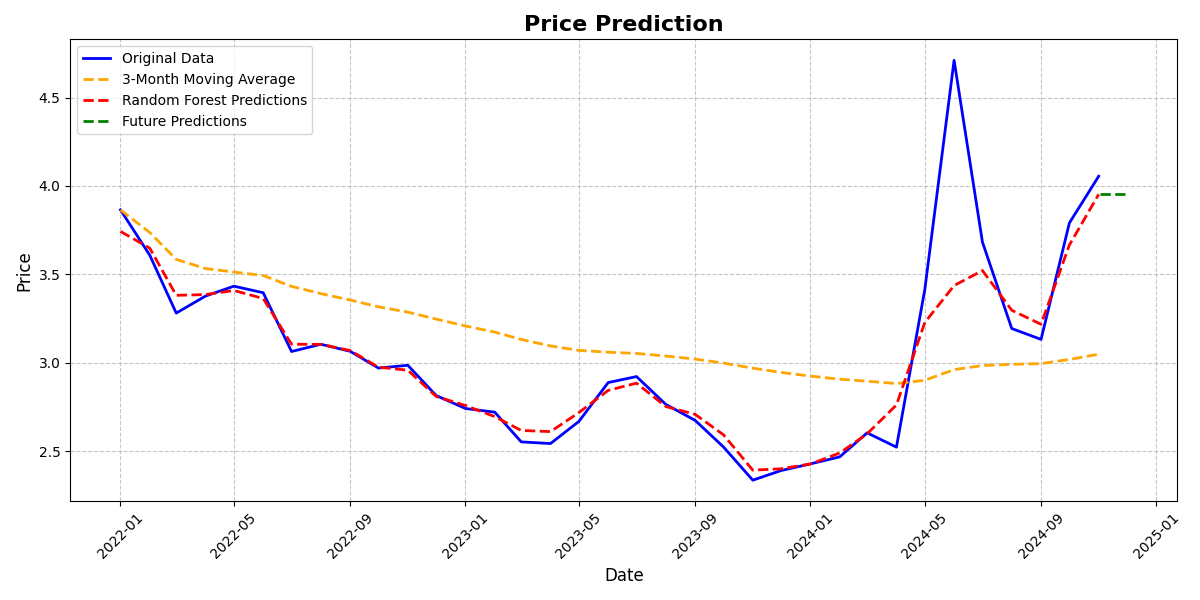 Price Prediction
Original Data
3-Month Moving Average
Random Forest Predictions
Future Predictions
Price
4.5
4.0
3.5
3.0
2.5
2022-01
2022-05
2022-09
2023-01
2023-05
2023-09
2024-01
2024-05
2024-09
2025-01
Date